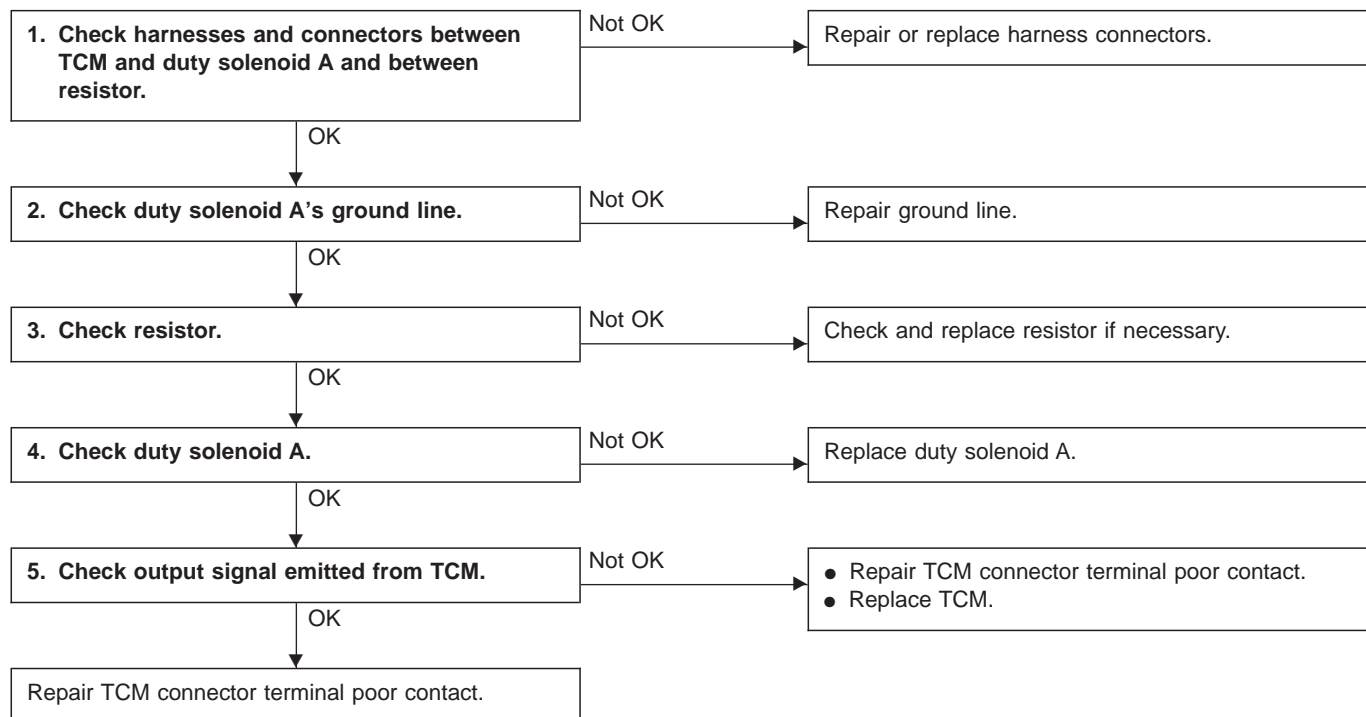 1. Check harnesses and connectors between
TCM and duty solenoid A and between
resistor.
Not OK
Repair or replace harness connectors.
OK
2. Check duty solenoid A’s ground line.
Not OK
Repair ground line.
OK
3. Check resistor.
Not OK
Check and replace resistor if necessary.
OK
4. Check duty solenoid A.
Not OK
Replace duty solenoid A.
OK
5. Check output signal emitted from TCM.
Not OK
● Repair TCM connector terminal poor contact.
● Replace TCM.
OK
Repair TCM connector terminal poor contact.